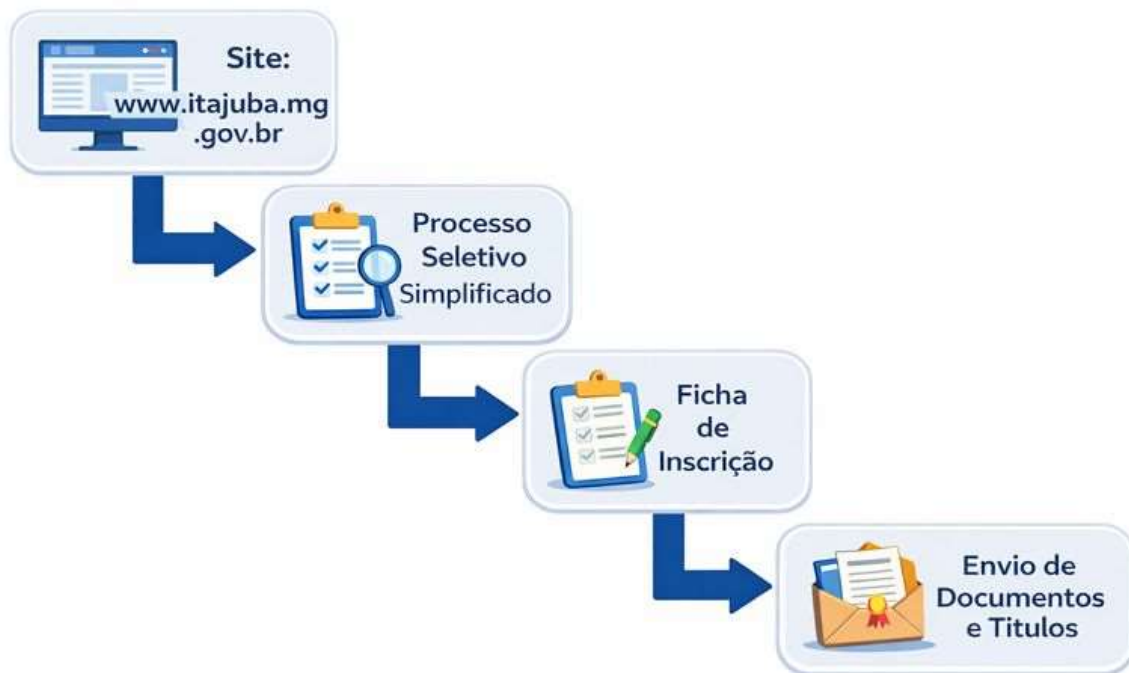 Site:
www.itajuba.mg
.gov.br
Processo
Seletivo
Simplificado
Ficha
de
Inscrição
Envio de
Documentos
e Titulos